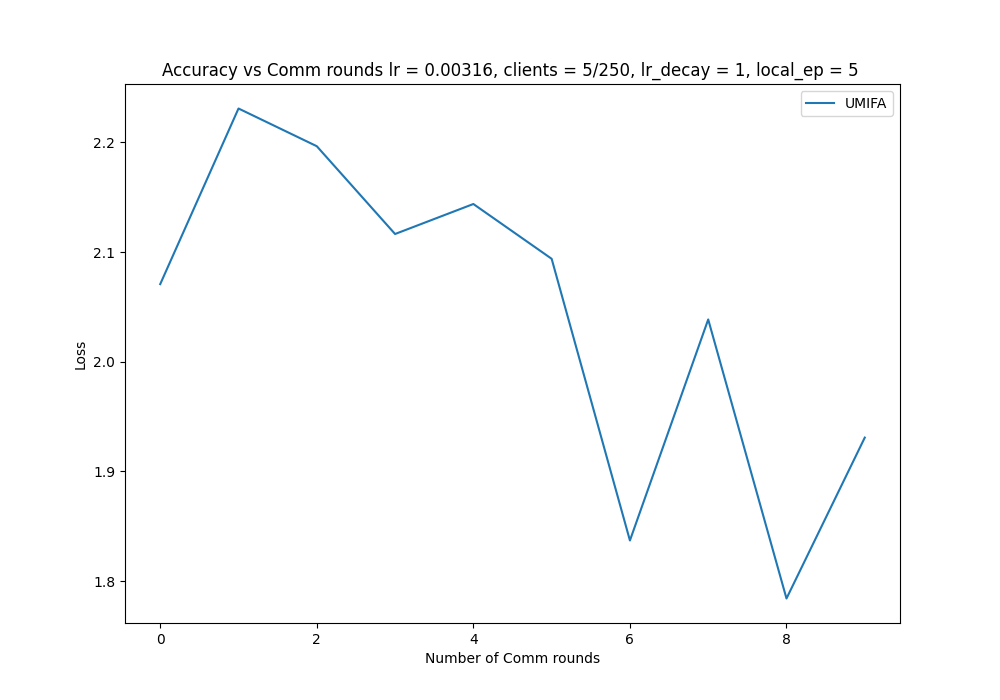 Accuracy vs Comm rounds lr = 0.00316, clients = 5/250, lr_decay = 1, local_ep = 5
UMIFA
2.2
2.1
2.0
1.9
1.8
Loss
0 2 4 6 8
Number of Comm rounds